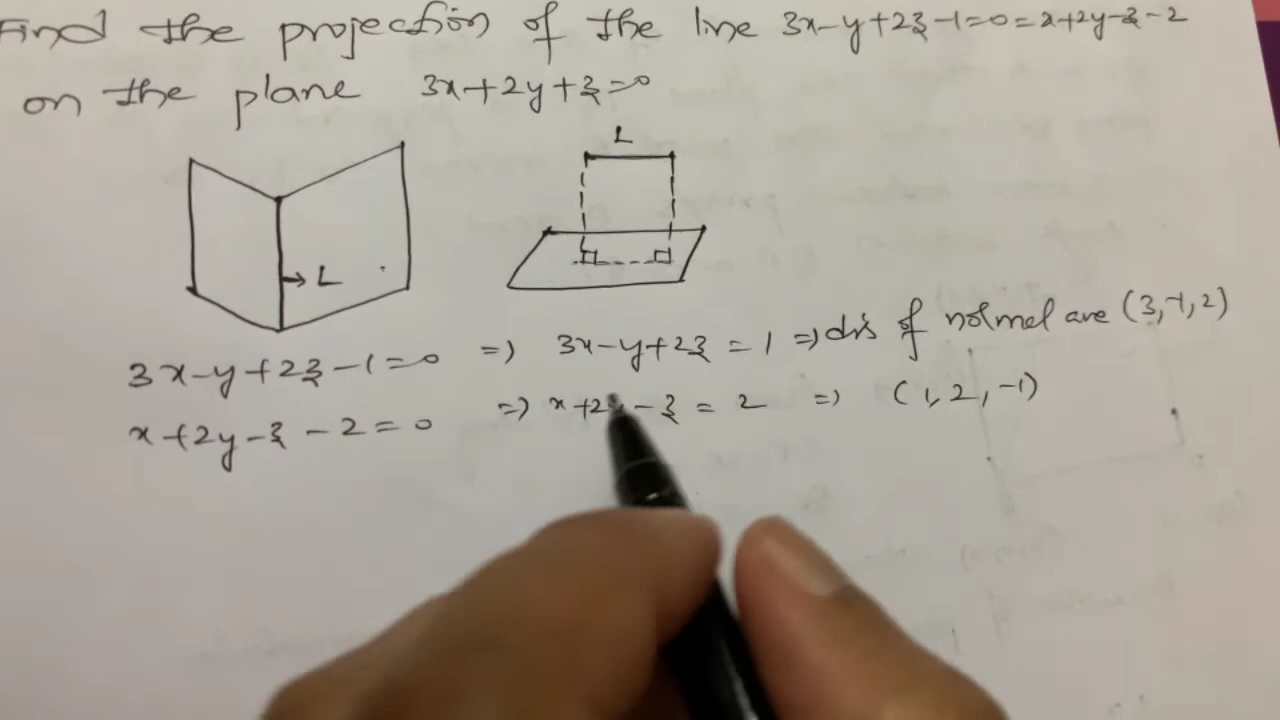 Find the projection of the line 3x-y+2z-1=0=x+2y-z-2
on the plane 3x+2y+z=0
L
L
3x-y+2z-1=0 => 3x-y+2z=1 => drs of normal are (3,-1,2)
x+2y-z-2=0 => x+2y-z=2 => (1,2,-1)